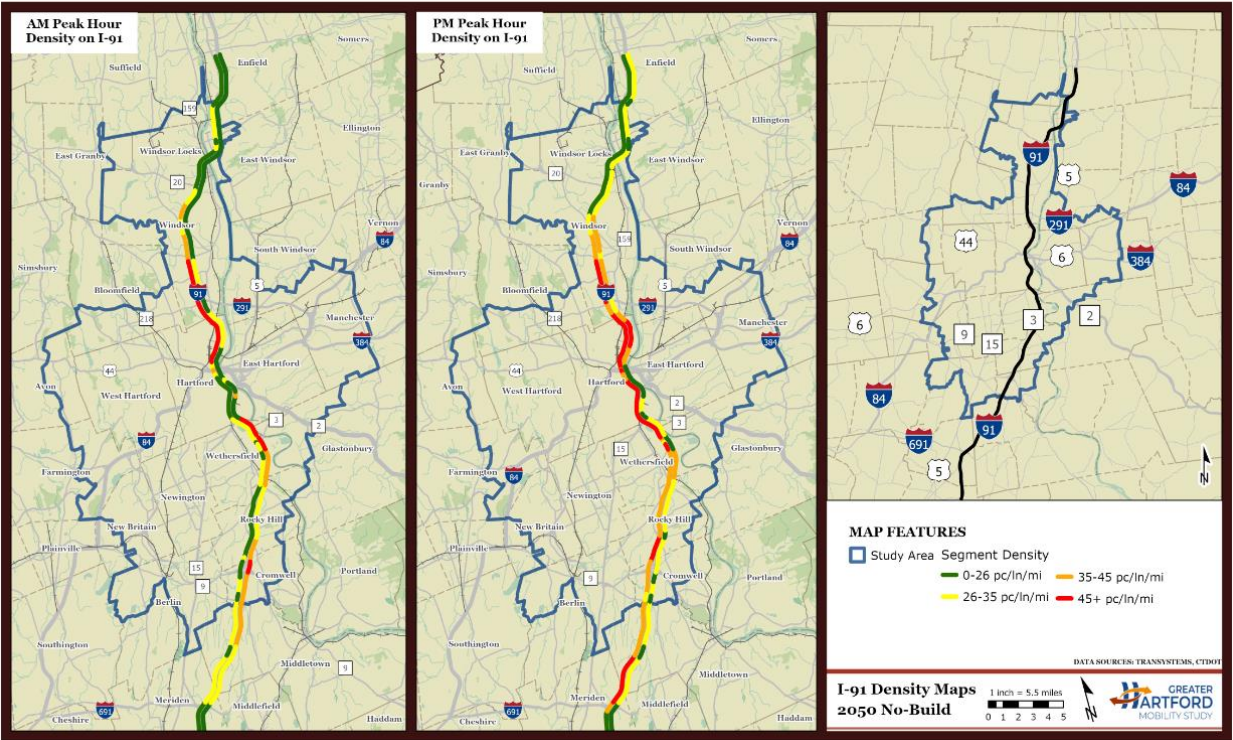 AM Peak Hour
Density on I-91
Somers
Enfield
Suffield
159
Ellington
East Granby
Windsor Locks
East Windsor
20
Windsor
Vernon
84
South Windsor
Simsbury
Bloomfield
5
91
291
218
Manchester
384
East Hartford
44
Hartford
Avon
West Hartford
3
2
84
Glastonbury
Wethersfield
Farmington
Newington
New Britain
Rocky Hill
Plainville
15
Cromwell
Portland
9
Berlin
Southington
Middletown
9
Meriden
691
Middlefield
Cheshire
Haddam
PM Peak Hour
Density on I-91
Somers
Enfield
Suffield
Ellington
East Granby
Windsor Locks
East Windsor
20
Granby
Windsor
Vernon
159
84
South Windsor
Simsbury
Bloomfield
5
91
291
218
Manchester
384
East Hartford
44
Hartford
Avon
West Hartford
2
3
15
Glastonbury
Wethersfield
Farmington
84
Newington
New Britain
Rocky Hill
Plainville
9
Cromwell
Portland
Berlin
Southington
Middletown
Meriden
691
Middlefield
Cheshire
Haddam
91
5
84
291
44
6
384
6
9
15
3
2
84
691
91
5
N
MAP FEATURES
Study Area
Segment Density
0-26 pc/ln/mi
35-45 pc/ln/mi
26-35 pc/ln/mi
45+ pc/ln/mi
DATA SOURCES: TRANSYSTEMS, CTDOT
I-91 Density Maps
2050 No-Build
1 inch = 5.5 miles
0 1 2 3 4 5
N
GREATER
HARTFORD
MOBILITY STUDY